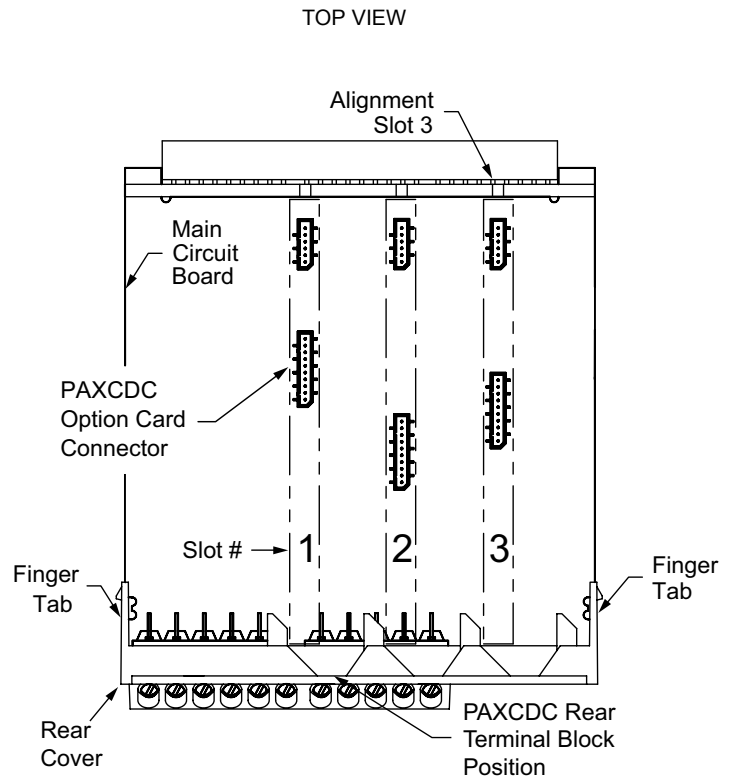 TOP VIEW
Alignment
Slot 3
Main
Circuit
Board
PAXCDC
Option Card
Connector
Slot #
1
2
3
Finger
Tab
Finger
Tab
Rear
Cover
PAXCDC Rear
Terminal Block
Position